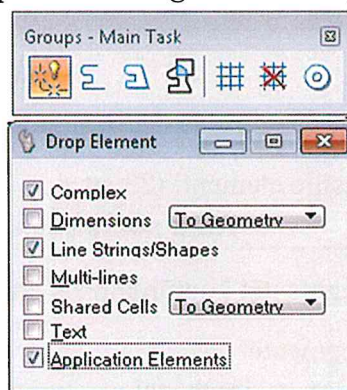 Groups - Main Task
Drop Element
Complex
Dimensions To Geometry
Line Strings/Shapes
Multi-lines
Shared Cells To Geometry
Text
Application Elements